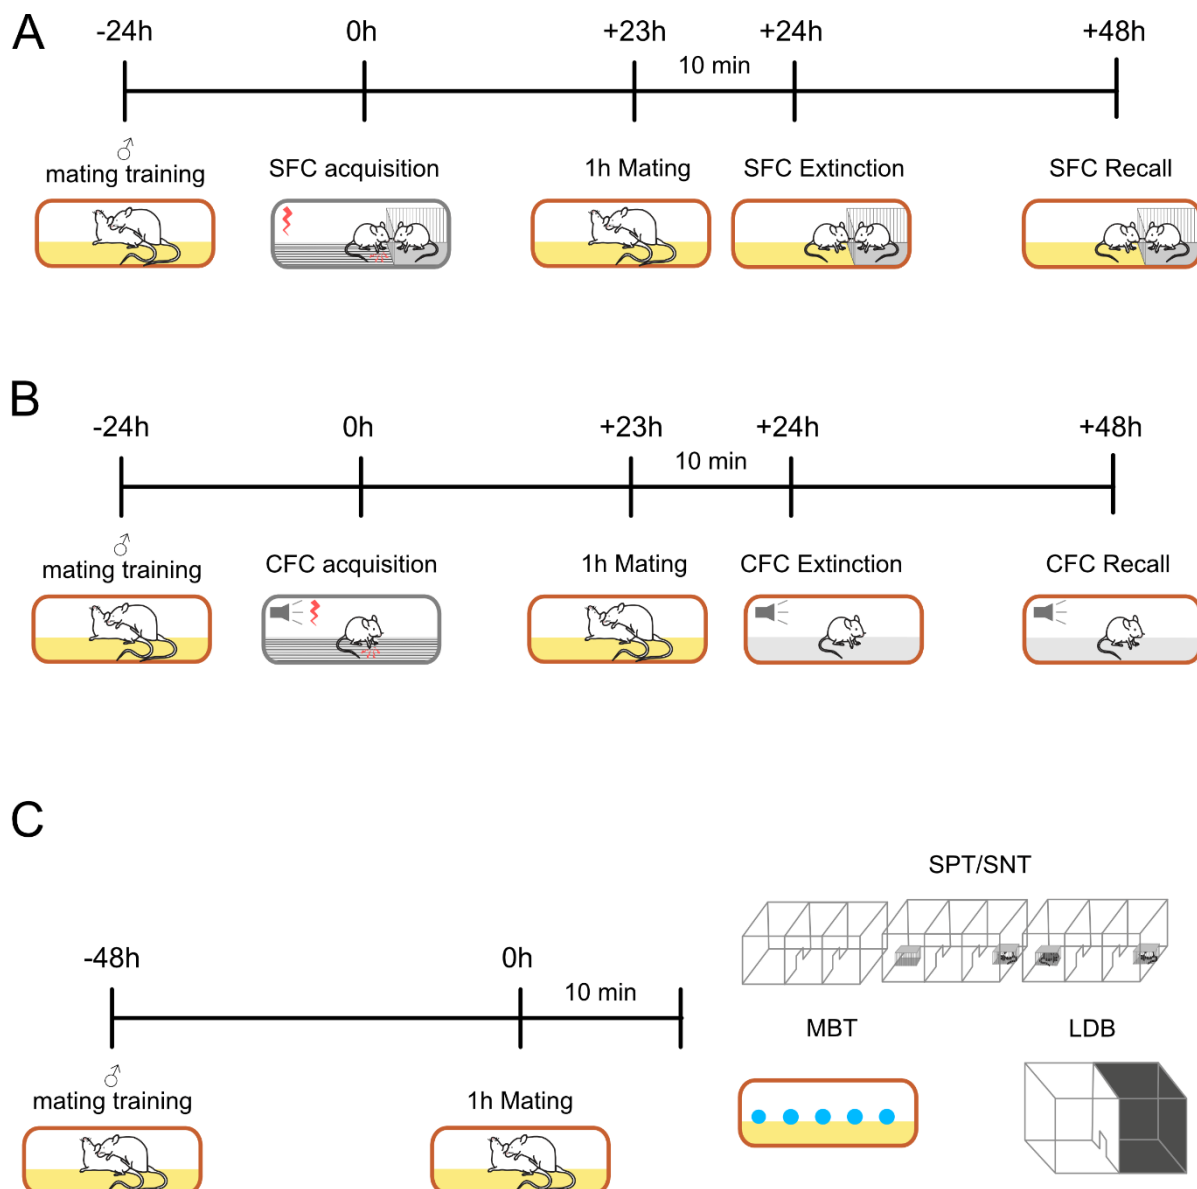 A
-24h 0h +23h +24h +48h
10 min
♂
mating training SFC acquisition 1h Mating SFC Extinction SFC Recall
B
-24h 0h +23h +24h +48h
10 min
♂
mating training CFC acquisition 1h Mating CFC Extinction CFC Recall
C
SPT/SNT
-48h 0h
10 min
MBT LDB
♂
mating training 1h Mating